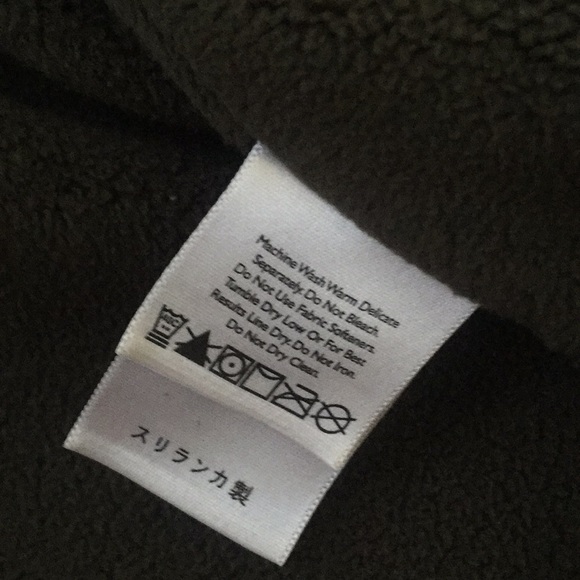 Machine Wash Warm Delicate
Separately. Do Not Bleach.
Do Not Use Fabric Softeners.
Tumble Dry Low Or For Best
Results Line Dry. Do Not Iron.
Do Not Dry Clean.
スリランカ製